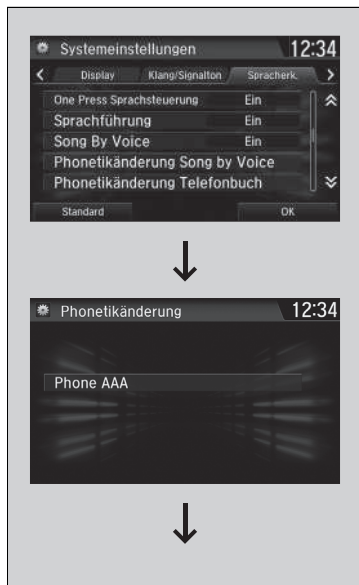 Systemeinstellungen 12:34
Display Klang/Signalton Spracherk.
One Press Sprachsteuerung Ein
Sprachführung Ein
Song By Voice Ein
Phonetikänderung Song by Voice
Phonetikänderung Telefonbuch
Standard OK
Phonetikänderung 12:34
Phone AAA